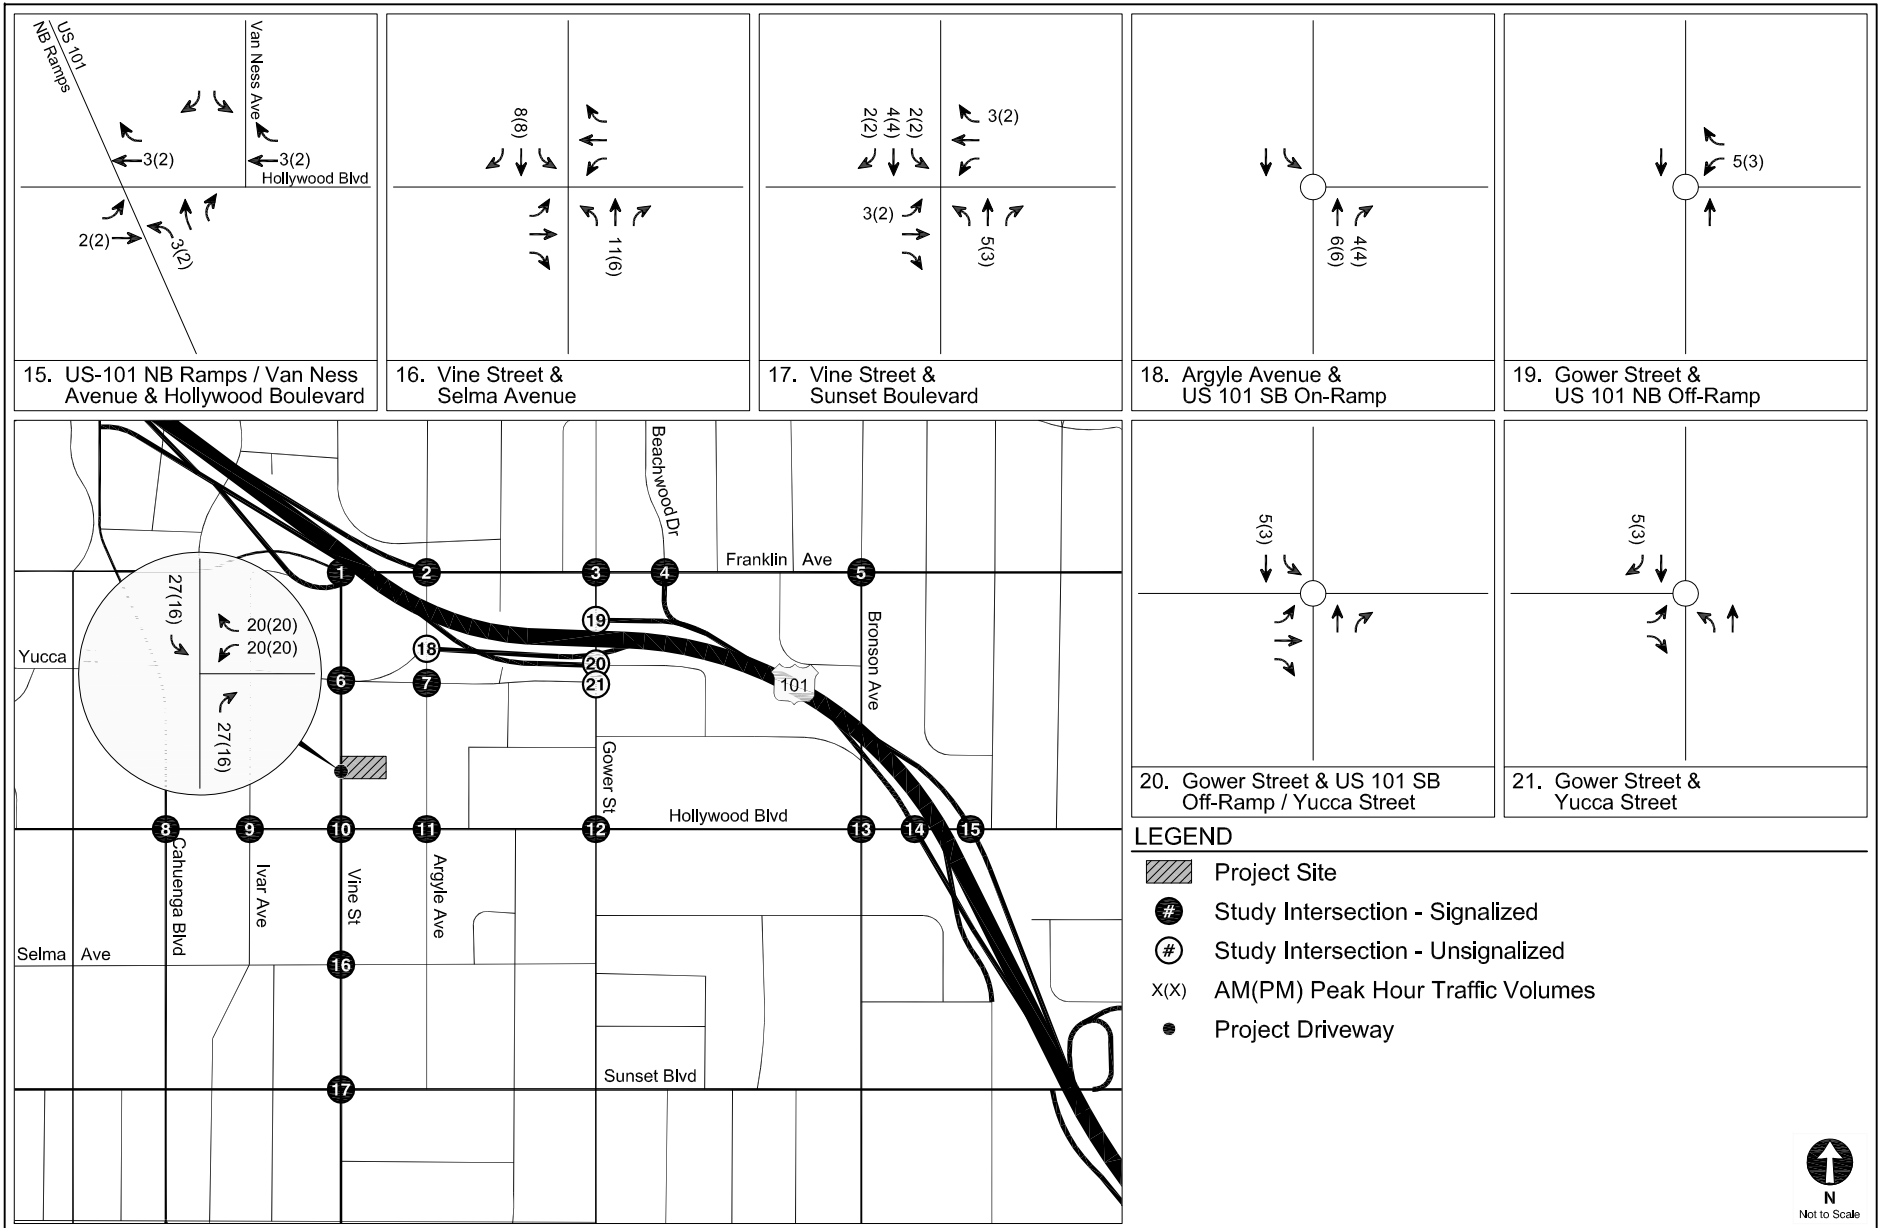 US 101
NB Ramps
Van Ness Ave
3(2)
3(2)
Hollywood Blvd
2(2)
3(2)
15. US-101 NB Ramps / Van Ness
Avenue & Hollywood Boulevard
8(8)
11(6)
16. Vine Street &
Selma Avenue
2(2)
4(4)
2(2)
3(2)
3(2)
5(3)
17. Vine Street &
Sunset Boulevard
6(6)
4(4)
18. Argyle Avenue &
US 101 SB On-Ramp
5(3)
19. Gower Street &
US 101 NB Off-Ramp
Beachwood Dr
Franklin Ave
1
2
3
4
5
27(16)
20(20)
20(20)
27(16)
Yucca
19
18
20
21
6
7
101
Bronson Ave
Gower St
Hollywood Blvd
8
9
10
11
12
13
14
15
Cahuenga Blvd
Ivar Ave
Vine St
Argyle Ave
Selma Ave
16
Sunset Blvd
17
5(3)
20. Gower Street & US 101 SB
Off-Ramp / Yucca Street
5(3)
21. Gower Street &
Yucca Street
LEGEND
Project Site
# Study Intersection - Signalized
# Study Intersection - Unsignalized
X(X) AM(PM) Peak Hour Traffic Volumes
Project Driveway
N
Not to Scale